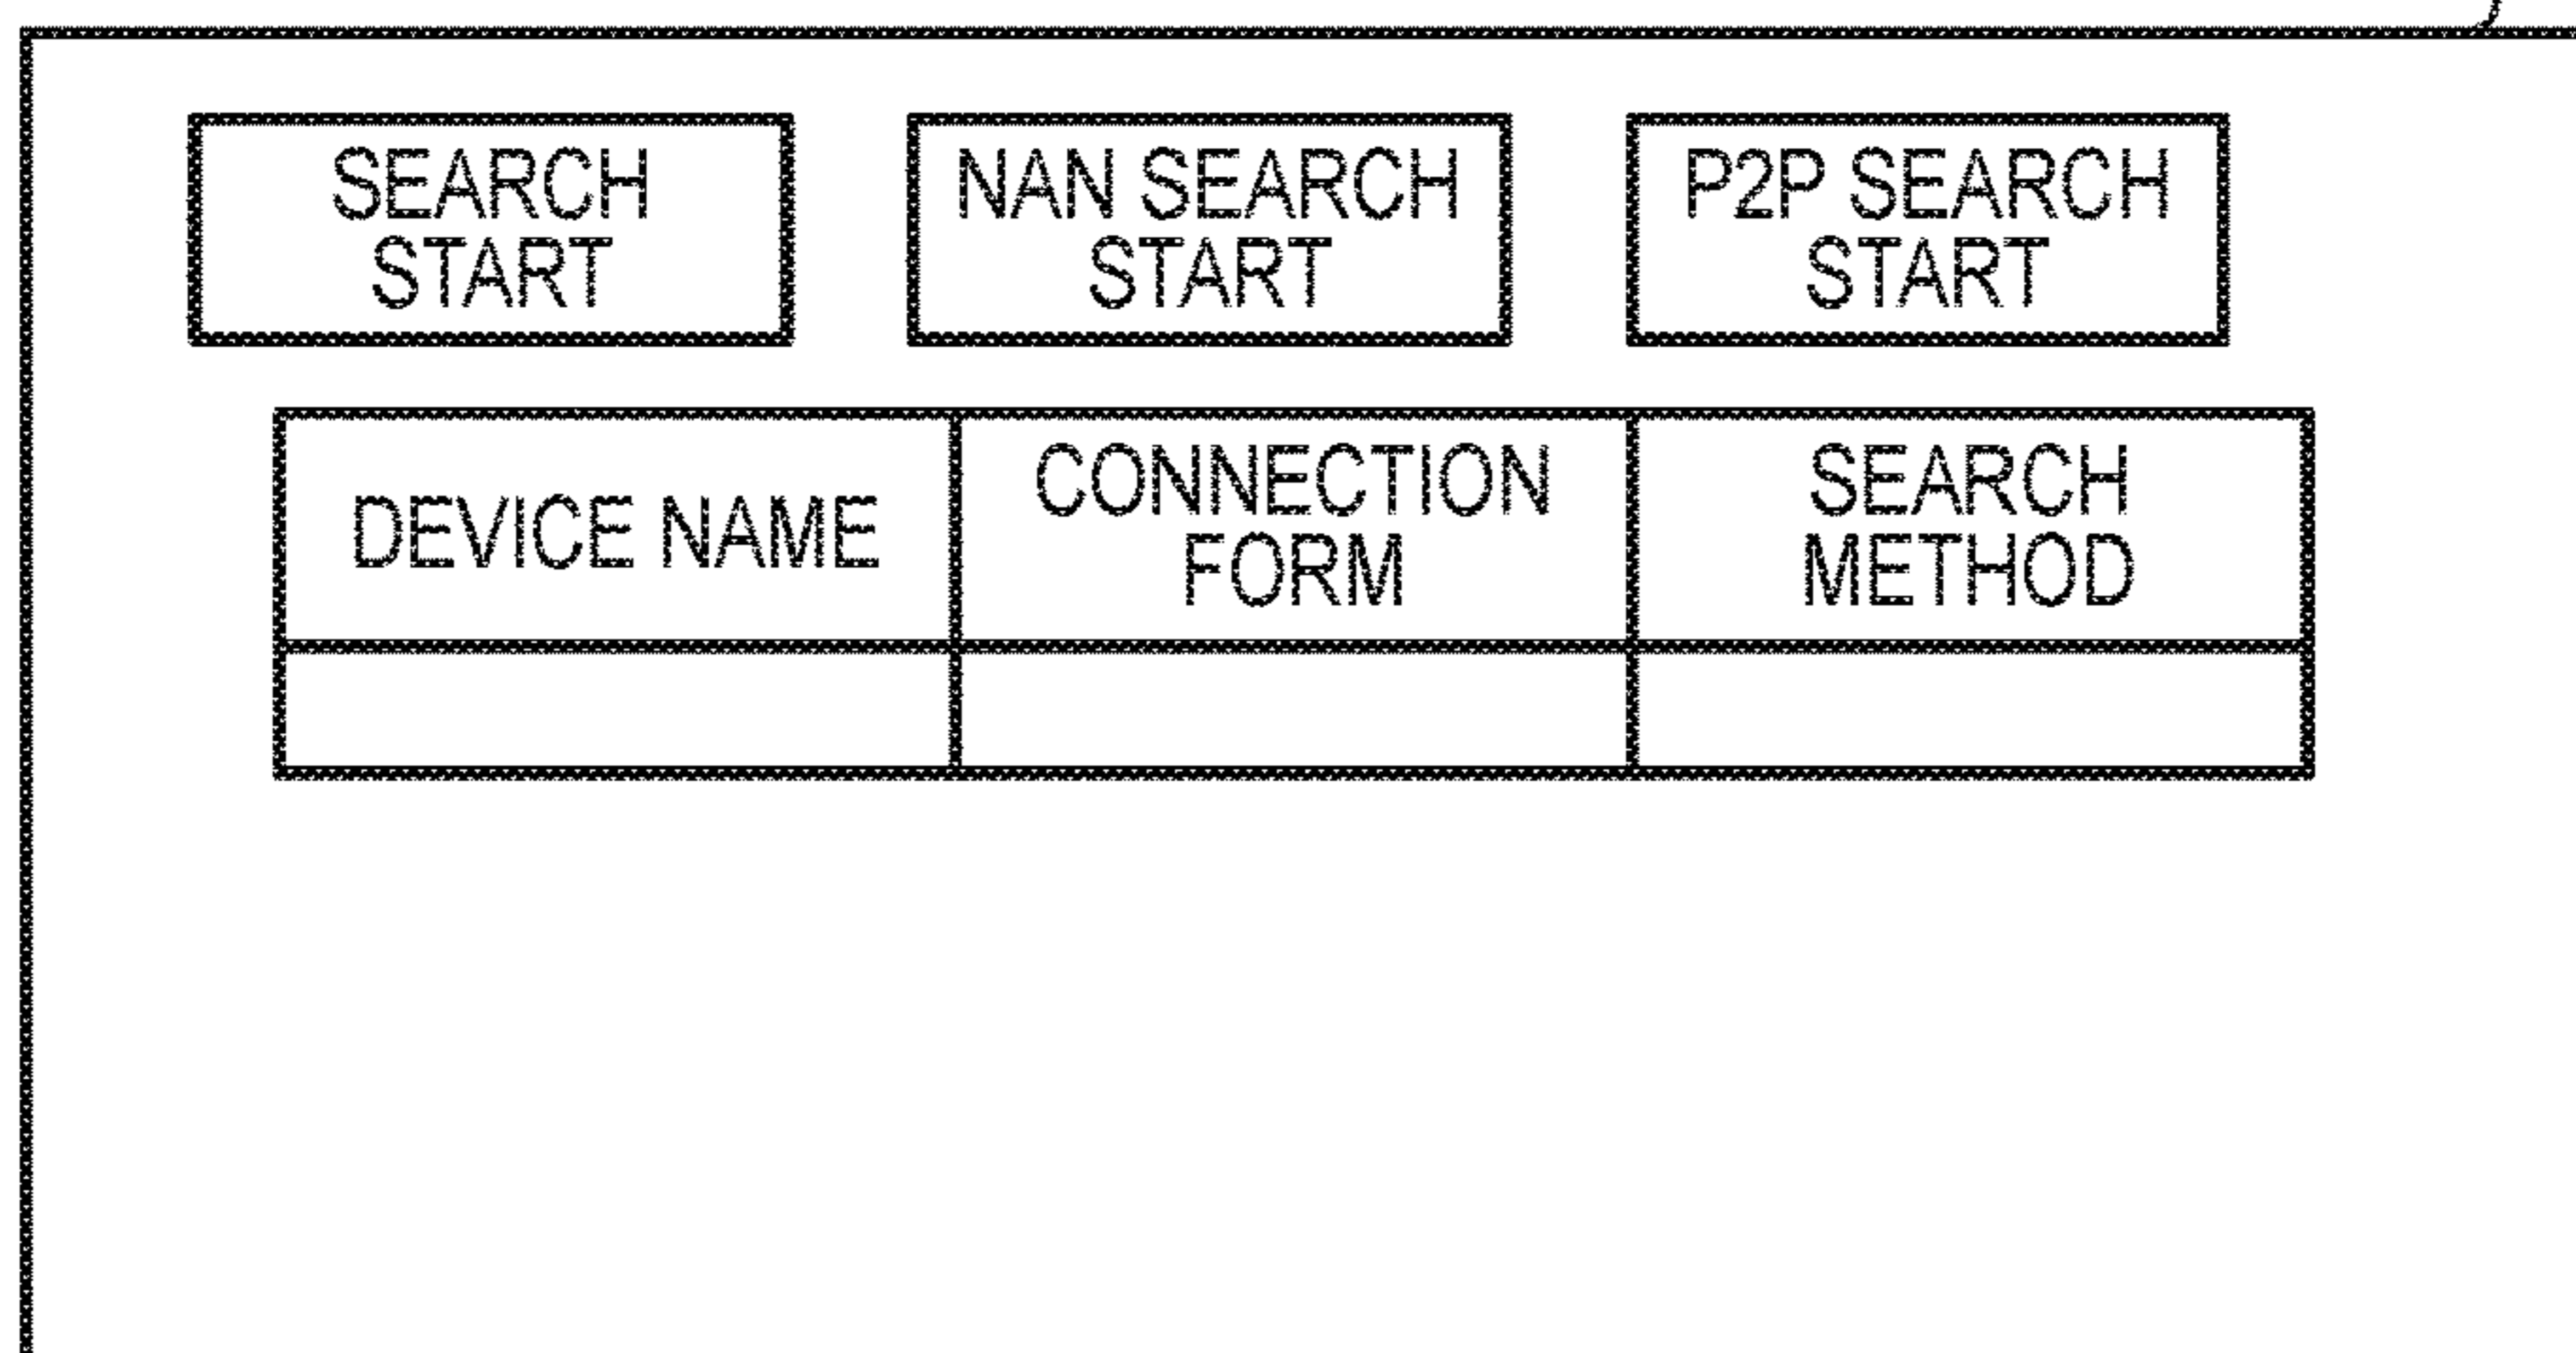 SEARCH
START
NAN SEARCH
START
P2P SEARCH
START
DEVICE NAME
CONNECTION
FORM
SEARCH
METHOD